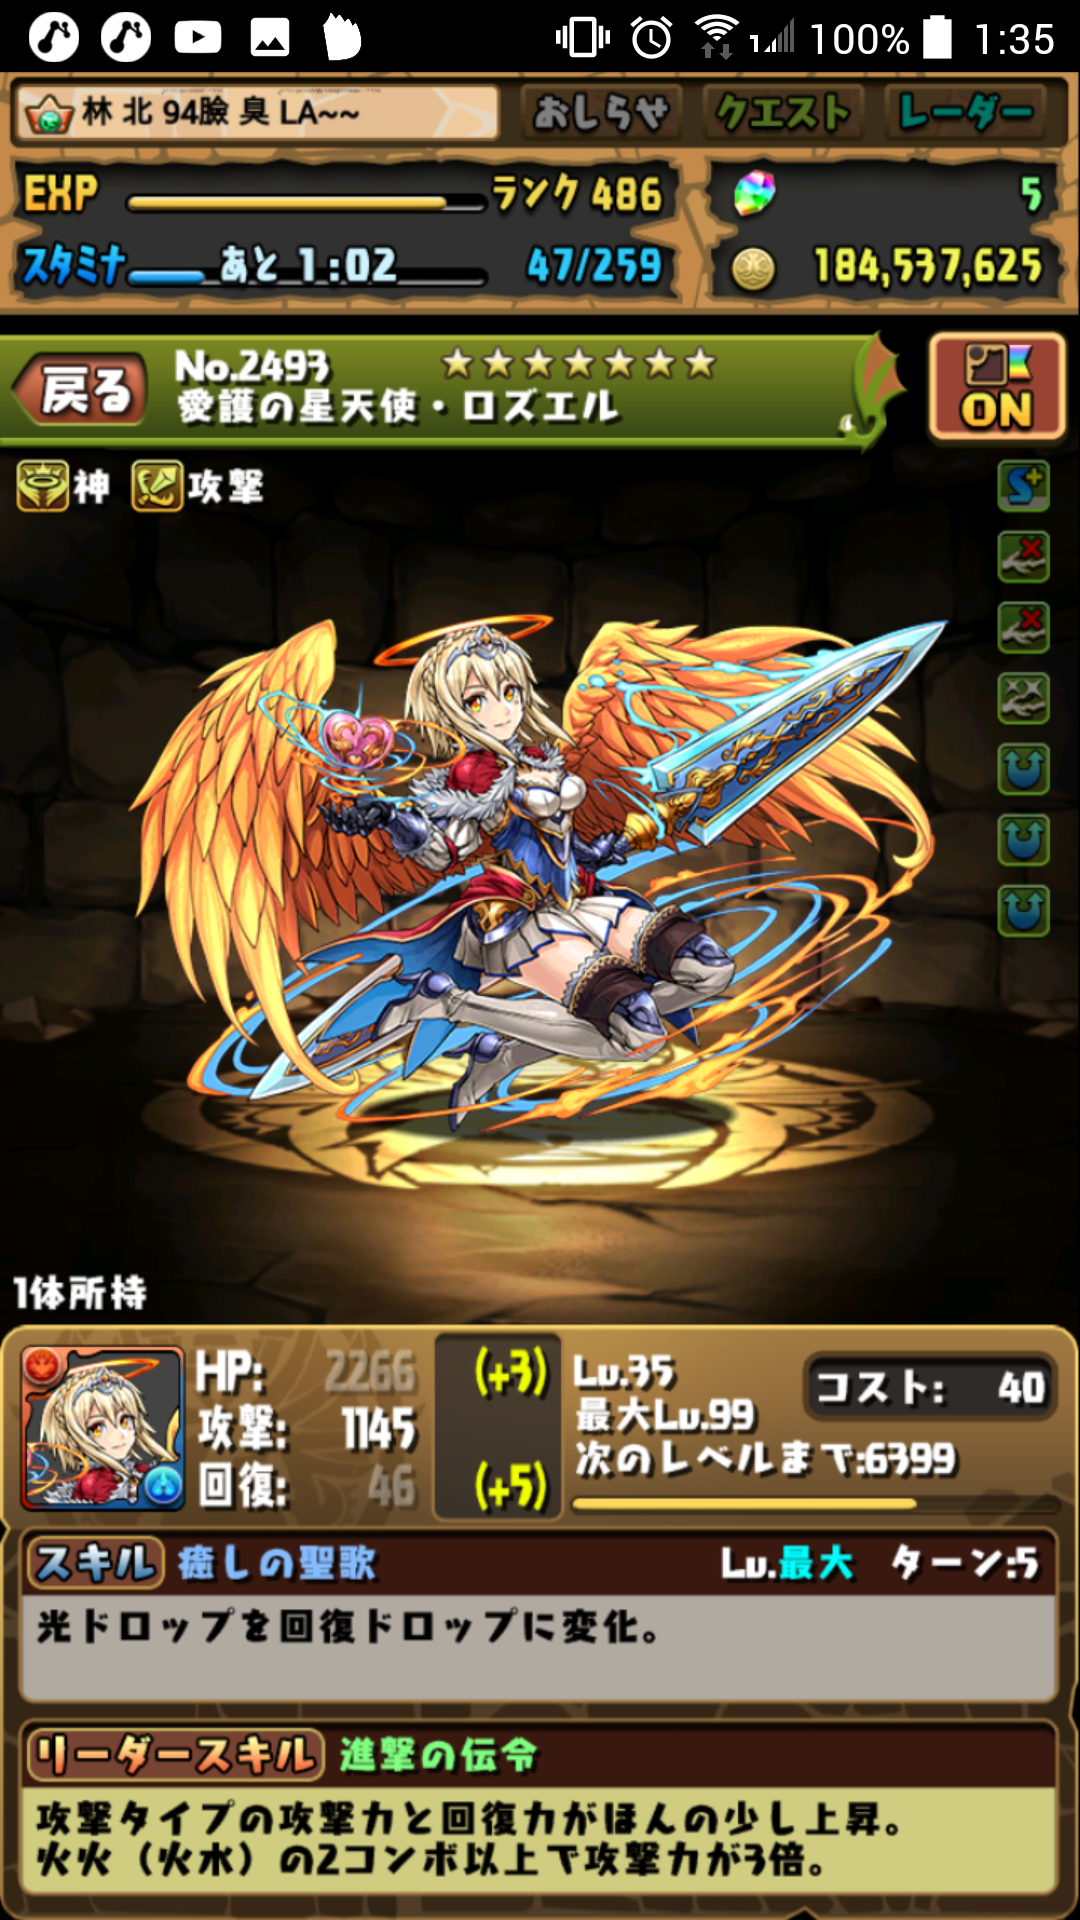 100% 1:35
林 北 94臉 臭 LA~~ おしらせ クエスト レーダー
EXP ランク 486 5
スタミナ あと 1:02 47/259 184,537,625
戻る No.2493 ★★★★★★★
愛護の星天使・ロズエル ON
神 攻撃
1体所持
HP: 2266 (+3) Lv.35 コスト: 40
攻撃: 1145 最大Lv.99
回復: 46 (+5) 次のレベルまで:6399
スキル 癒しの聖歌 Lv.最大 ターン:5
光ドロップを回復ドロップに変化。
リーダースキル 進撃の伝令
攻撃タイプの攻撃力と回復力がほんの少し上昇。
火火（火水）の2コンボ以上で攻撃力が3倍。